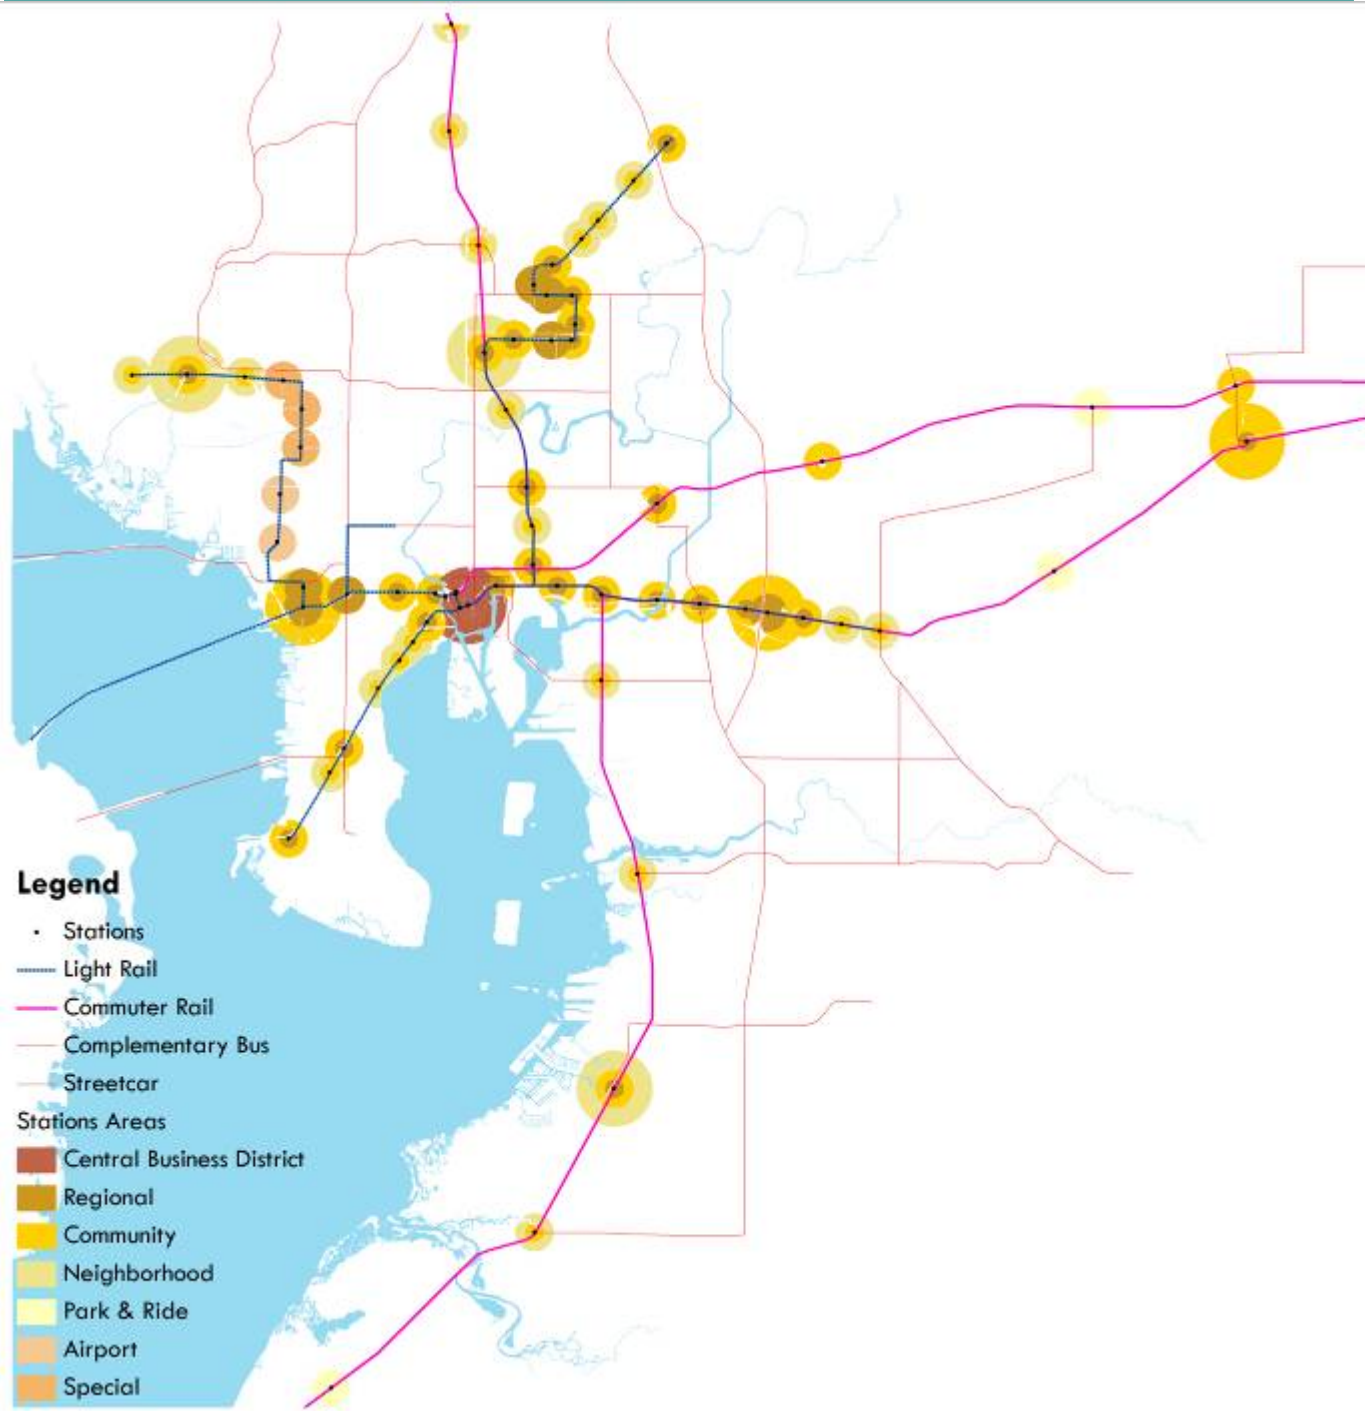 Legend
Stations
Light Rail
Commuter Rail
Complementary Bus
Streetcar
Stations Areas
Central Business District
Regional
Community
Neighborhood
Park & Ride
Airport
Special